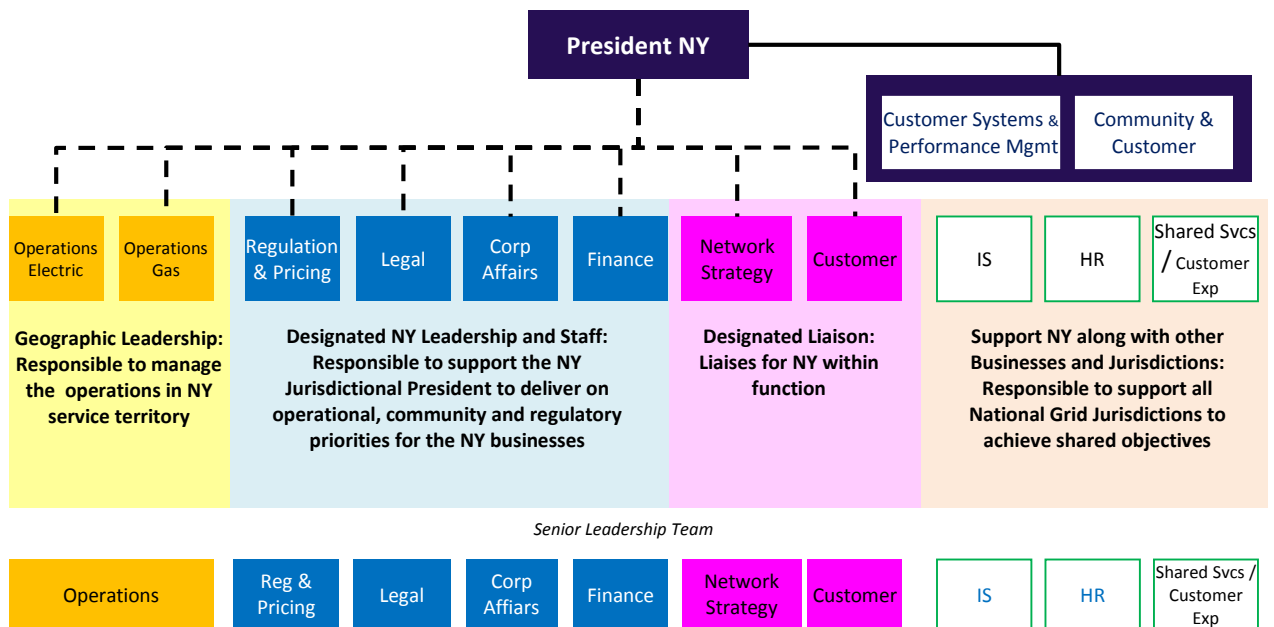 President NY
Customer Systems &
Performance Mgmt
Community &
Customer
Operations
Electric
Operations
Gas
Regulation
& Pricing
Legal
Corp
Affairs
Finance
Network
Strategy
Customer
IS
HR
Shared Svcs
/ Customer
Exp
Geographic Leadership:
Responsible to manage
the operations in NY
service territory
Designated NY Leadership and Staff:
Responsible to support the NY
Jurisdictional President to deliver on
operational, community and regulatory
priorities for the NY businesses
Designated Liaison:
Liaises for NY within
function
Support NY along with other
Businesses and Jurisdictions:
Responsible to support all
National Grid Jurisdictions to
achieve shared objectives
Senior Leadership Team
Operations
Reg &
Pricing
Legal
Corp
Affiars
Finance
Network
Strategy
Customer
IS
HR
Shared Svcs /
Customer
Exp